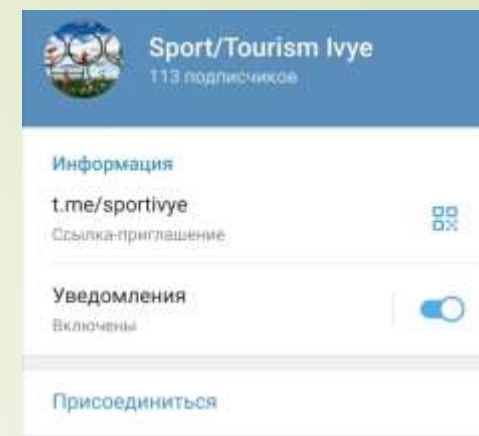 Sport/Tourism Ivye
113 подписчиков
Информация
t.me/sportivye
Ссылка-приглашение
Уведомления
Включены
Присоединиться